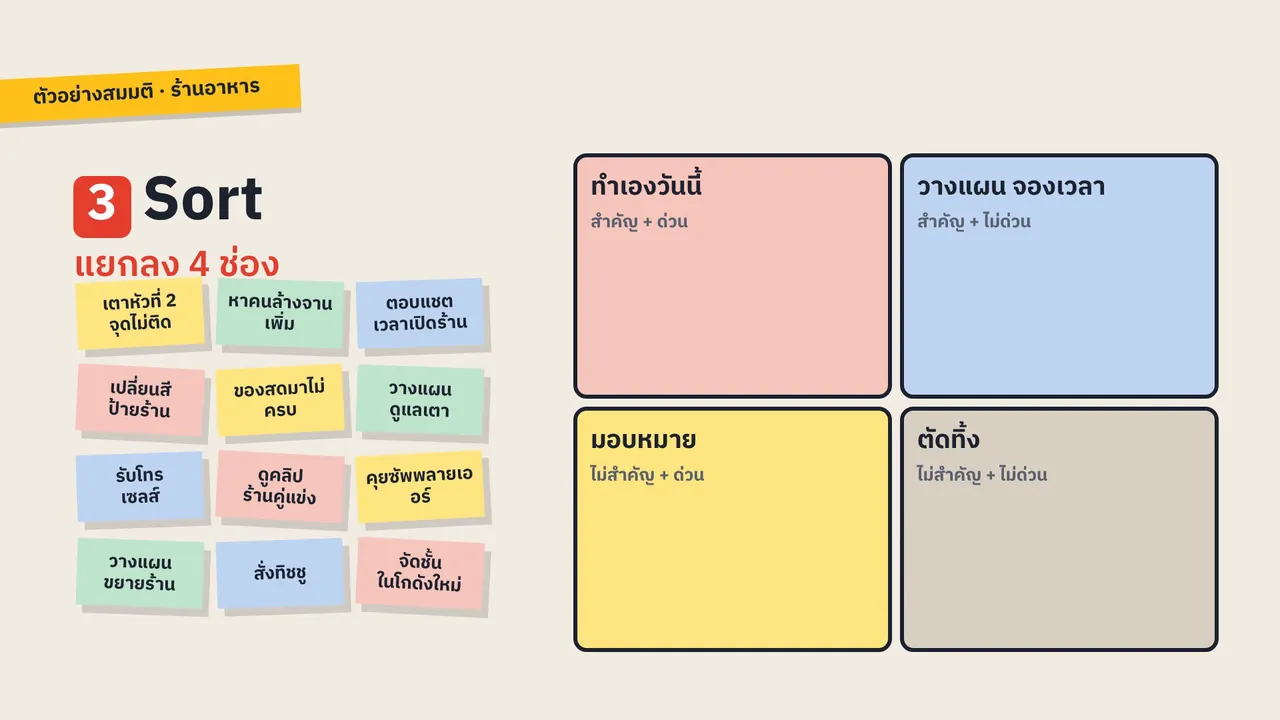 ตัวอย่างสมมติ · ร้านอาหาร
3 Sort
แยกลง 4 ช่อง
เตาหัวที่ 2
จุดไม่ติด
หาคนล้างจาน
เพิ่ม
ตอบแชต
เวลาเปิดร้าน
เปลี่ยนสี
ป้ายร้าน
ของสดมาไม่
ครบ
วางแผน
ดูแลเตา
รับโทร
เซลส์
ดูคลิป
ร้านคู่แข่ง
คุยซัพพลายเอ
อร์
วางแผน
ขยายร้าน
สั่งทิชชู
จัดชั้น
ในโกดังใหม่
ทำเองวันนี้
สำคัญ + ด่วน
วางแผน จองเวลา
สำคัญ + ไม่ด่วน
มอบหมาย
ไม่สำคัญ + ด่วน
ตัดทิ้ง
ไม่สำคัญ + ไม่ด่วน